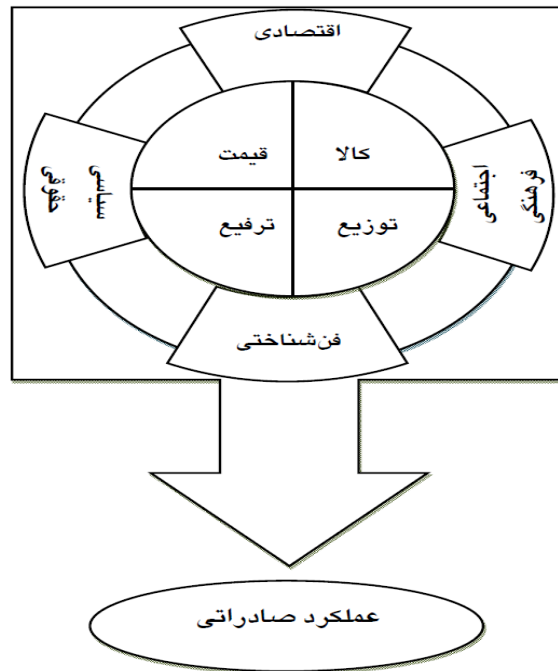 اقتصادی
کالا
قیمت
فرهنگی
اجتماعی
سیاسی
حقوقی
توزیع
ترفیع
فن‌شناختی
عملکرد صادراتی